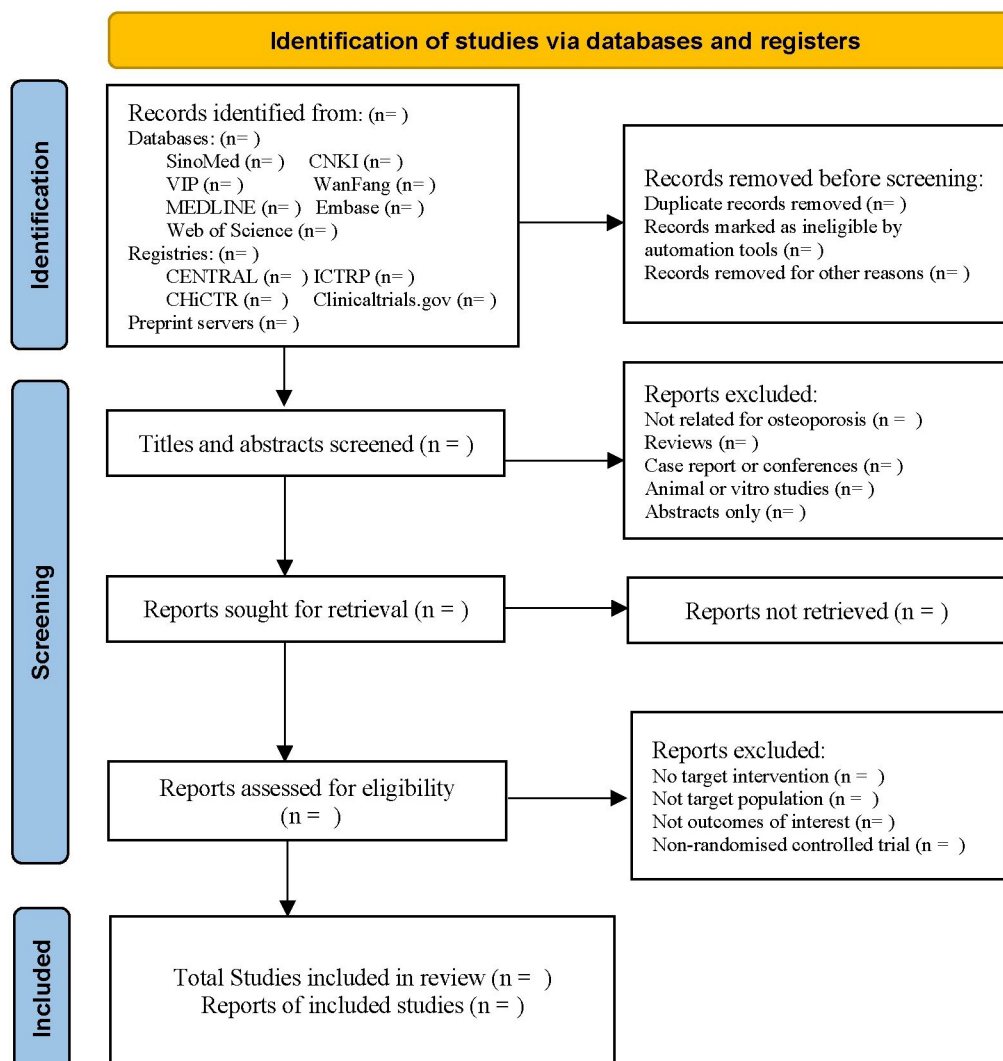 Identification of studies via databases and registers
Identification
Records identified from: (n= )
Databases: (n= )
SinoMed (n= ) CNKI (n= )
VIP (n= ) WanFang (n= )
MEDLINE (n= ) Embase (n= )
Web of Science (n= )
Registries: (n= )
CENTRAL (n= ) ICTRP (n= )
CHiCTR (n= ) Clinicaltrials.gov (n= )
Preprint servers (n= )
Records removed before screening:
Duplicate records removed (n= )
Records marked as ineligible by
automation tools (n= )
Records removed for other reasons (n= )
Screening
Titles and abstracts screened (n = )
Reports excluded:
Not related for osteoporosis (n = )
Reviews (n= )
Case report or conferences (n= )
Animal or vitro studies (n= )
Abstracts only (n= )
Reports sought for retrieval (n = )
Reports not retrieved (n = )
Reports assessed for eligibility
(n = )
Reports excluded:
No target intervention (n = )
Not target population (n = )
Not outcomes of interest (n= )
Non-randomised controlled trial (n = )
Included
Total Studies included in review (n = )
Reports of included studies (n = )